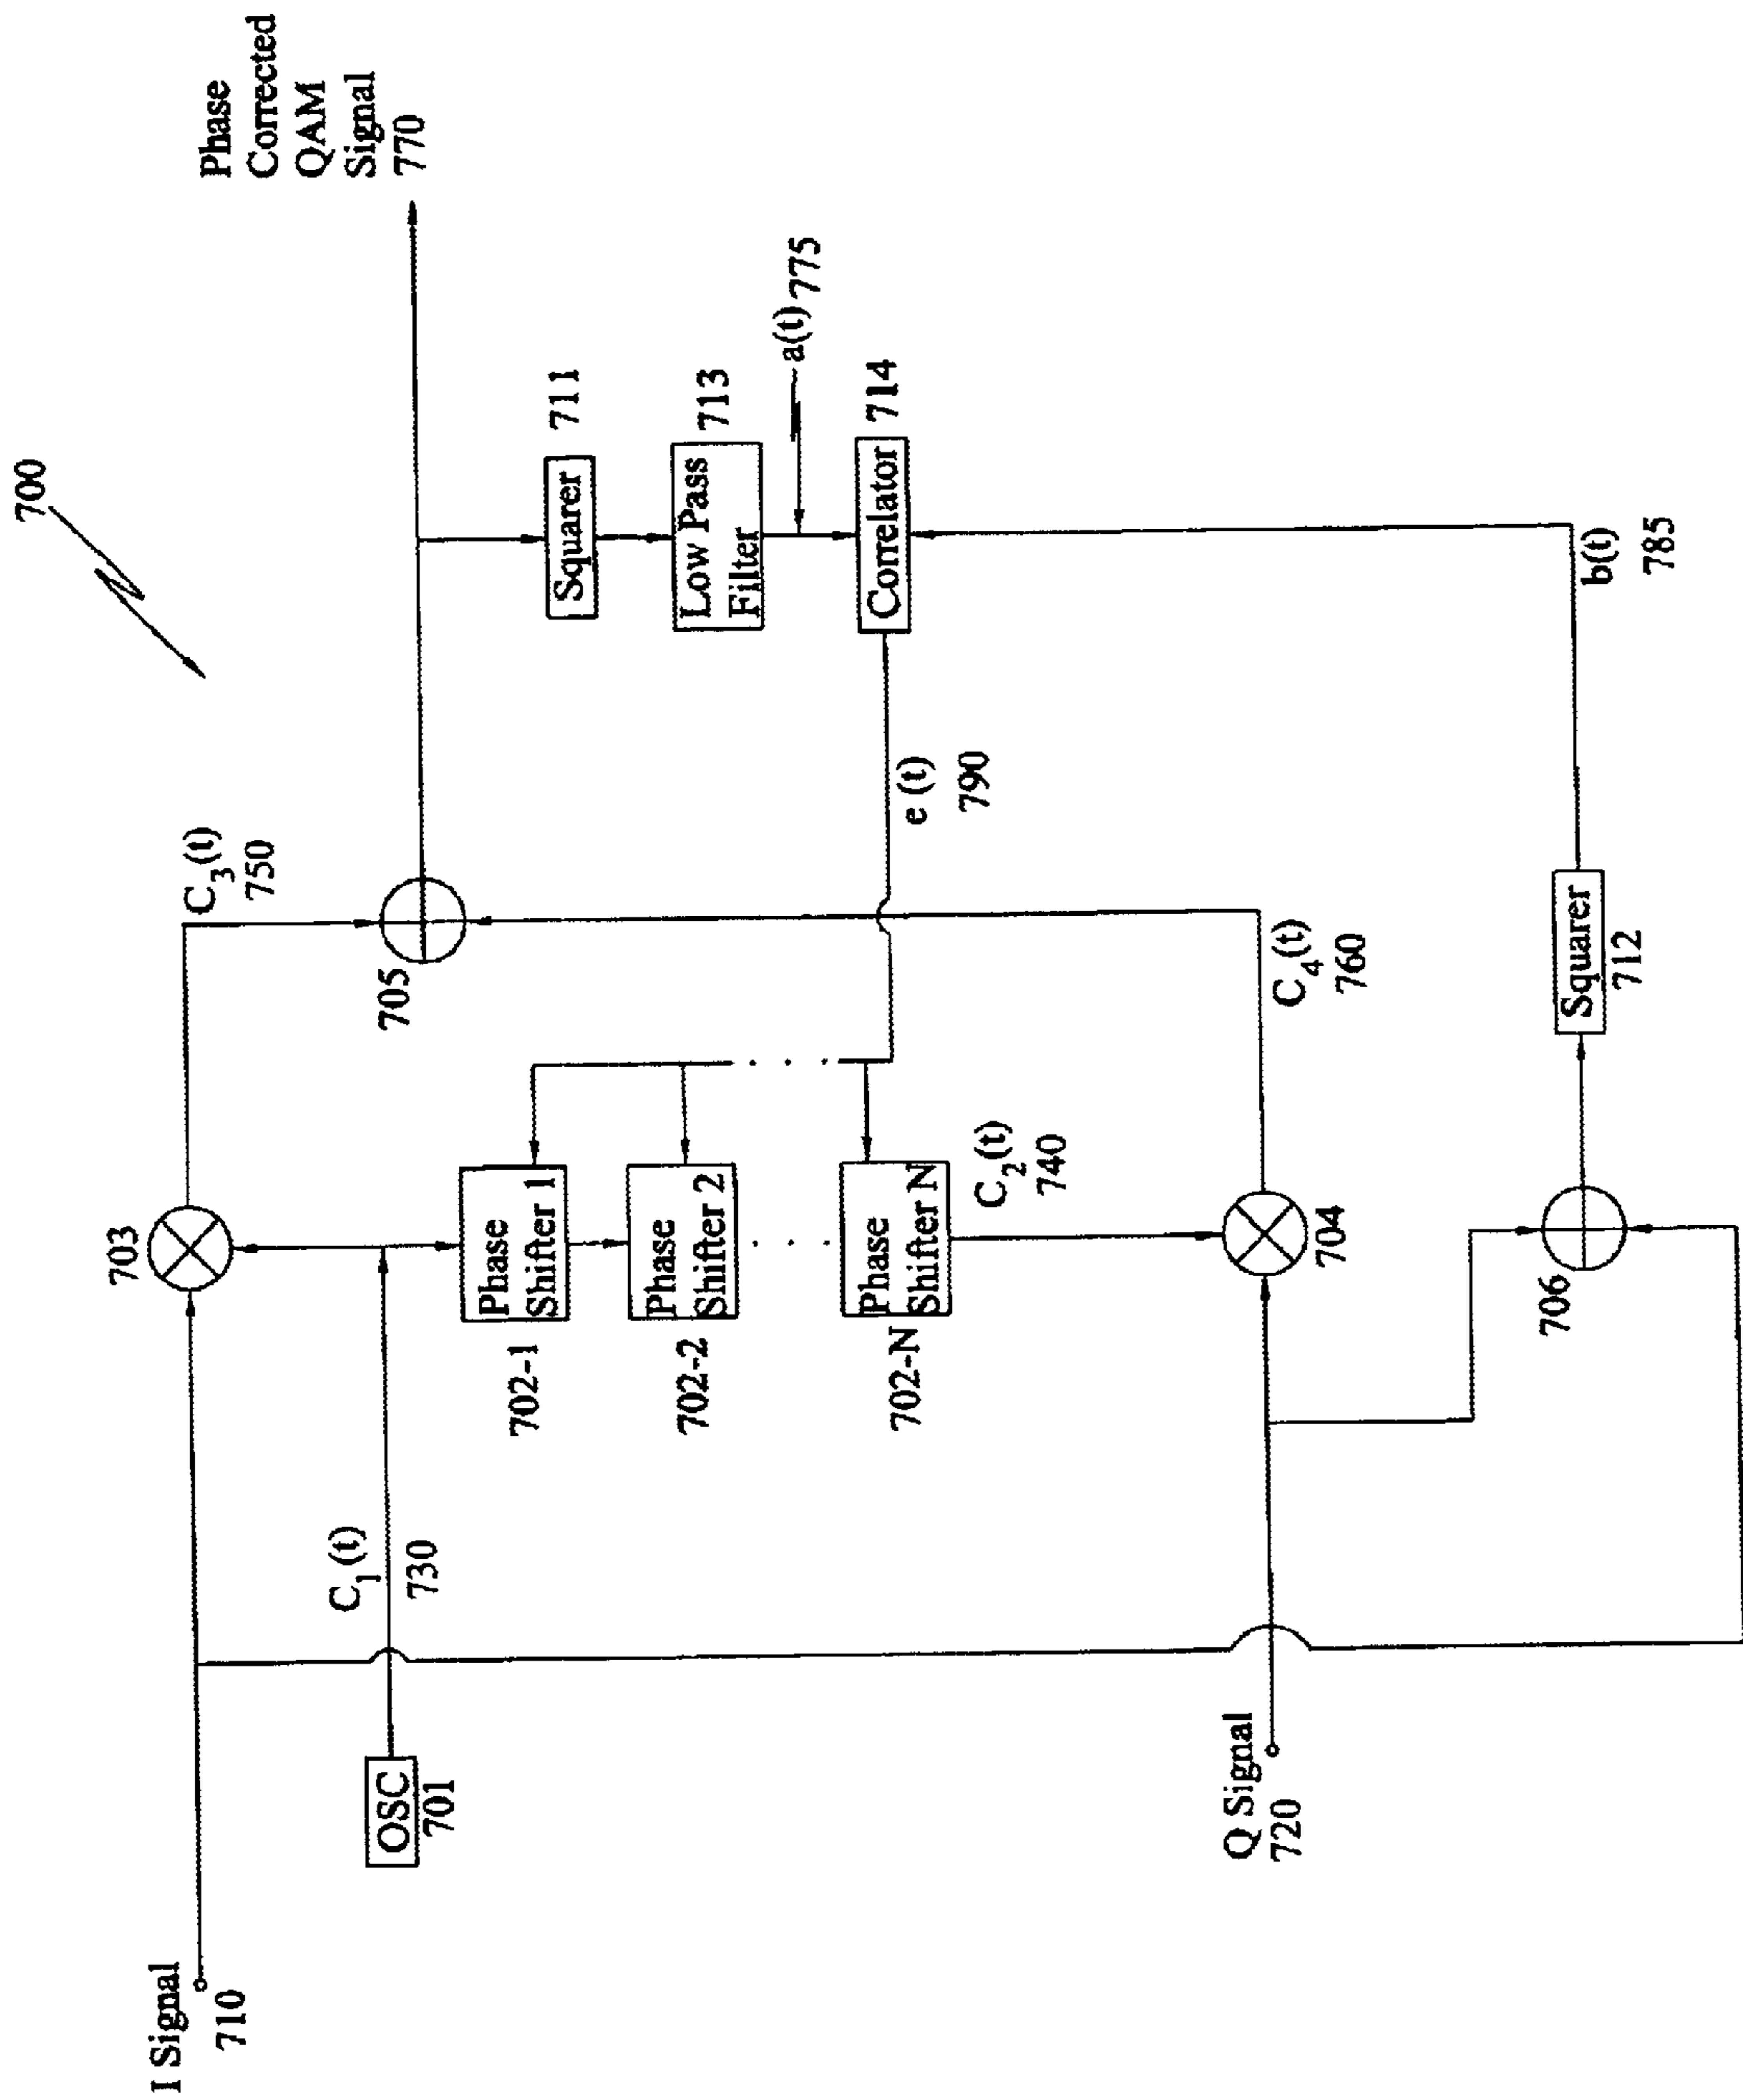 700
Phase
Corrected
QAM
Signal
770
I Signal
710
703
C3(t)
750
OSC
701
C1(t)
730
705
Phase
Shifter 1
702-1
Phase
Shifter 2
702-2
Phase
Shifter N
702-N
C2(t)
740
e (t)
790
Squarer
711
Low Pass
Filter
713
a(t)
775
Correlator
714
Q Signal
720
704
C4(t)
760
706
Squarer
712
b(t)
785